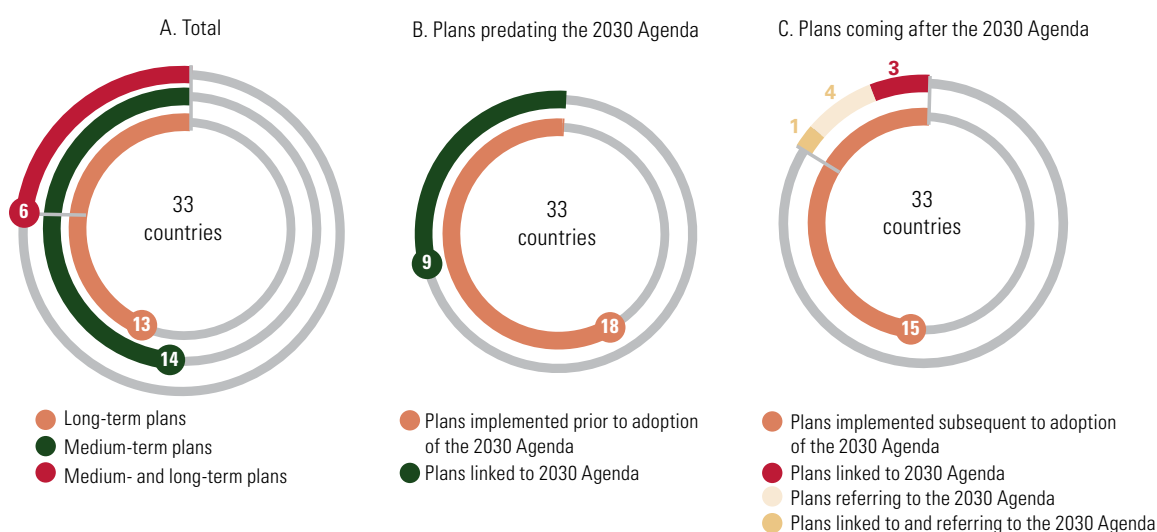 A. Total
6
13
14
33
countries
Long-term plans
Medium-term plans
Medium- and long-term plans
B. Plans predating the 2030 Agenda
9
18
33
countries
Plans implemented prior to adoption
of the 2030 Agenda
Plans linked to 2030 Agenda
C. Plans coming after the 2030 Agenda
3
4
1
15
33
countries
Plans implemented subsequent to adoption
of the 2030 Agenda
Plans linked to 2030 Agenda
Plans referring to the 2030 Agenda
Plans linked to and referring to the 2030 Agenda